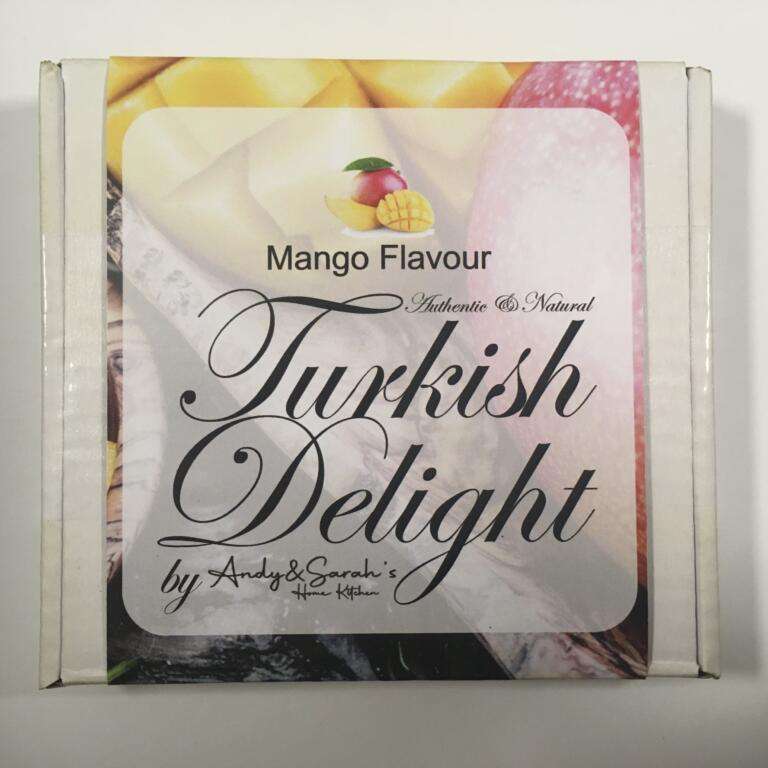 Mango Flavour
Authentic & Natural
Turkish
Delight
by Andy&Sarah's
Home Kitchen